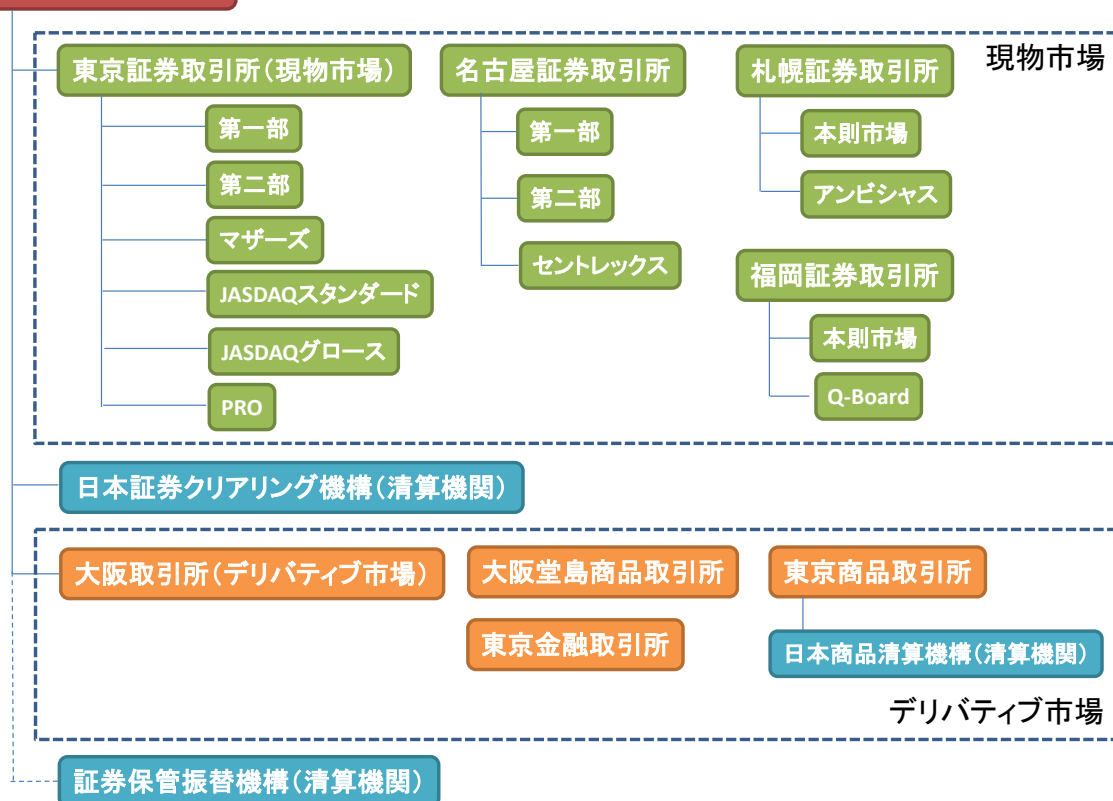 現物市場
東京証券取引所(現物市場)
第一部
第二部
マザーズ
JASDAQスタンダード
JASDAQグロース
PRO
名古屋証券取引所
第一部
第二部
セントレックス
札幌証券取引所
本則市場
アンビシャス
福岡証券取引所
本則市場
Q-Board
日本証券クリアリング機構(清算機関)
大阪取引所(デリバティブ市場)
大阪堂島商品取引所
東京商品取引所
東京金融取引所
日本商品清算機構(清算機関)
デリバティブ市場
証券保管振替機構(清算機関)